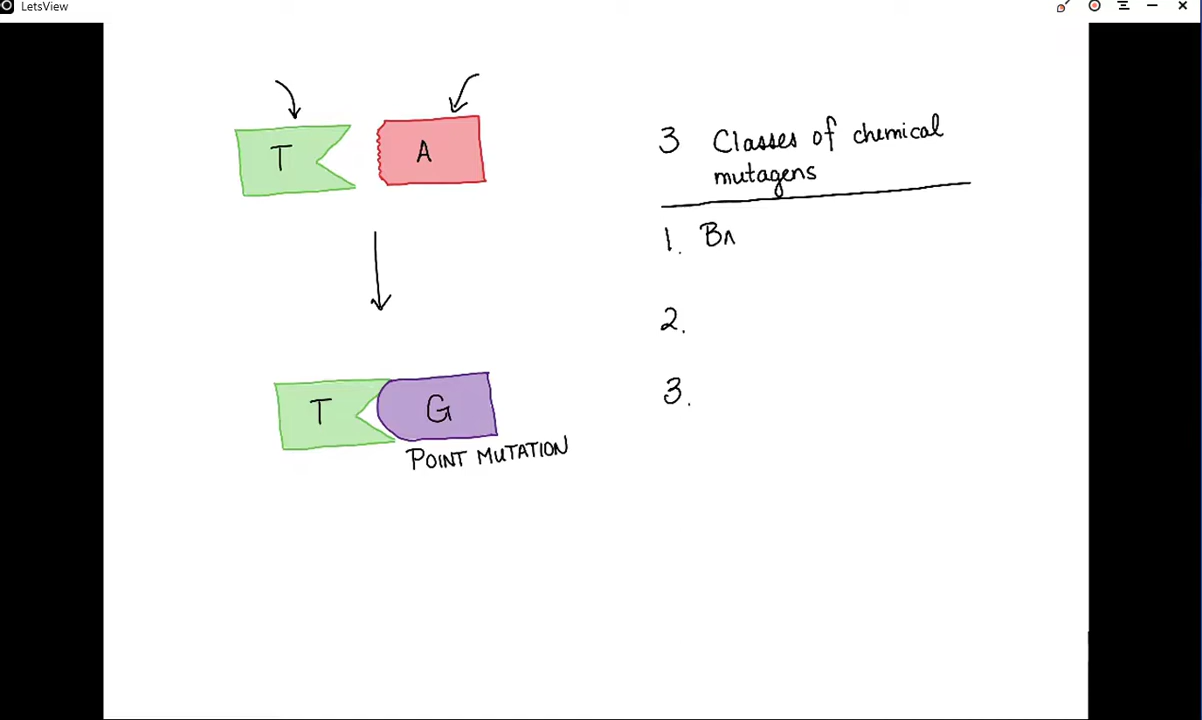 LetsView
T A
3 Classes of chemical
mutagens
1. BA
2.
3.
T G
POINT MUTATION